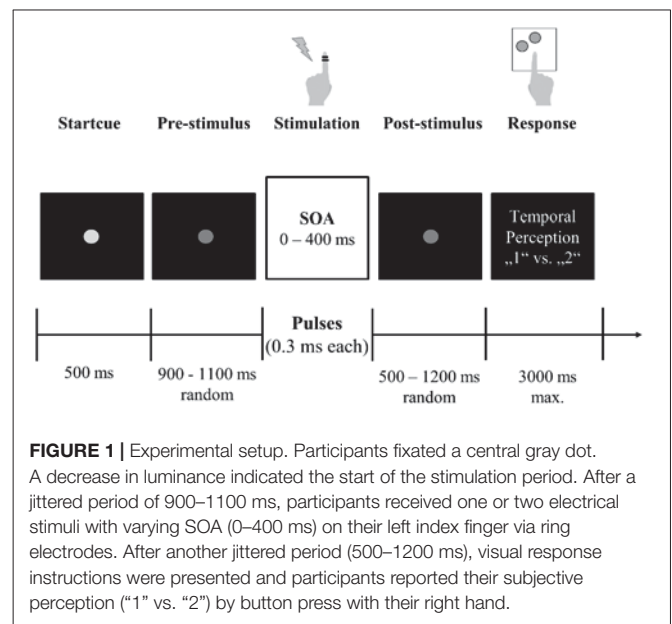 Startcue Pre-stimulus Stimulation Post-stimulus Response
SOA
0 – 400 ms
Temporal
Perception
„1“ vs. „2“
Pulses
(0.3 ms each)
500 ms
900 - 1100 ms
random
500 – 1200 ms
random
3000 ms
max.
FIGURE 1 | Experimental setup. Participants fixated a central gray dot.
A decrease in luminance indicated the start of the stimulation period. After a
jittered period of 900–1100 ms, participants received one or two electrical
stimuli with varying SOA (0–400 ms) on their left index finger via ring
electrodes. After another jittered period (500–1200 ms), visual response
instructions were presented and participants reported their subjective
perception (“1” vs. “2”) by button press with their right hand.